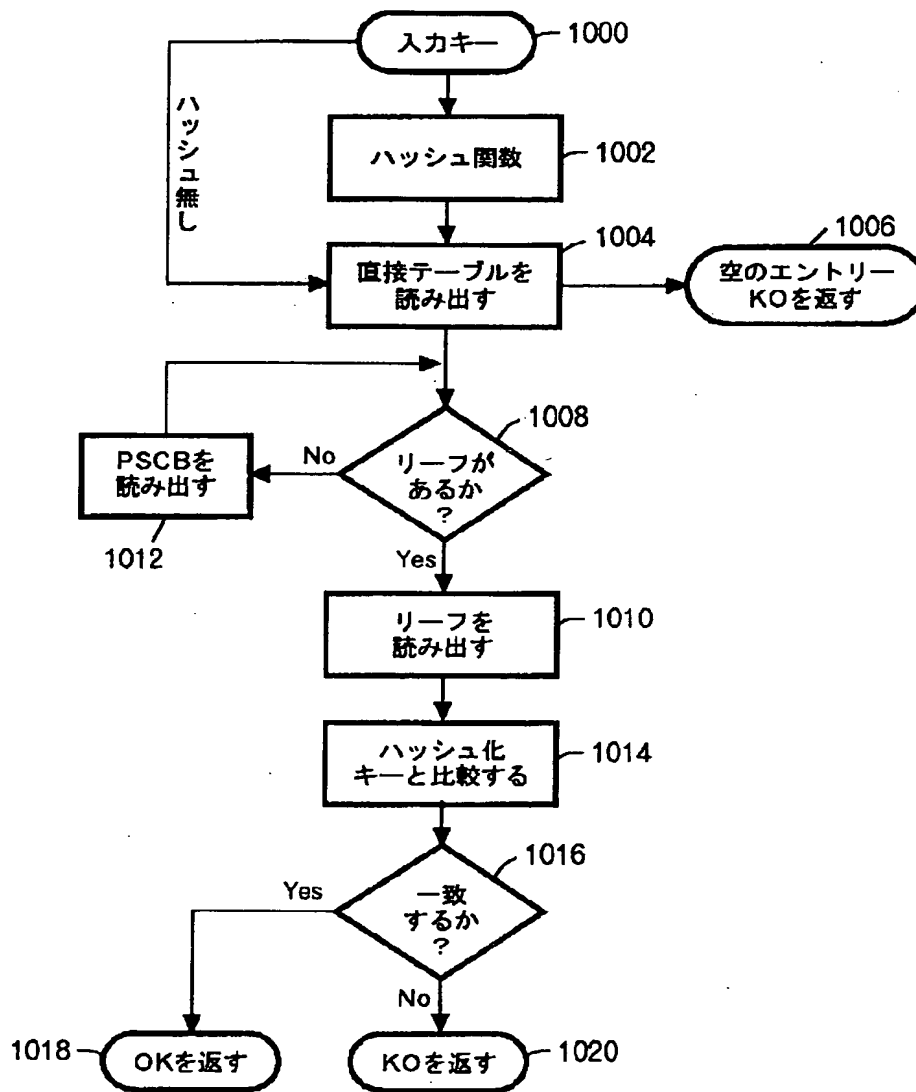 入力キー
1000
ハッシュ無し
ハッシュ関数
1002
1004
直接テーブルを
読み出す
1006
空のエントリー
KOを返す
1008
リーフが
あるか
?
No
PSCBを
読み出す
1012
Yes
リーフを
読み出す
1010
ハッシュ化
キーと比較する
1014
1016
一致
するか
?
Yes
No
1018
OKを返す
KOを返す
1020